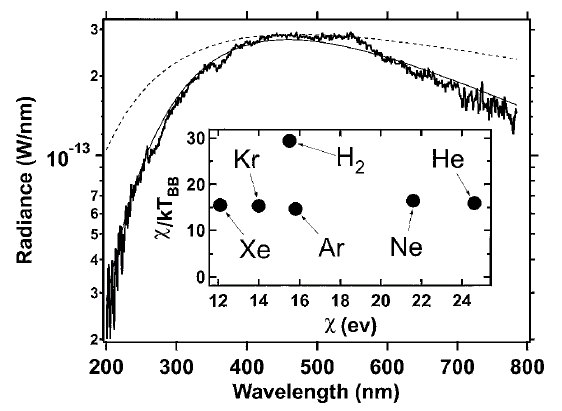 3
2
10⁻¹³
7
6
5
4
3
2
Radiance (W/nm)
200 300 400 500 600 700 800
Wavelength (nm)
30
20
10
0
χ/kT_BB
12 14 16 18 20 22 24
χ (ev)
H₂
Kr
He
Xe
Ar
Ne